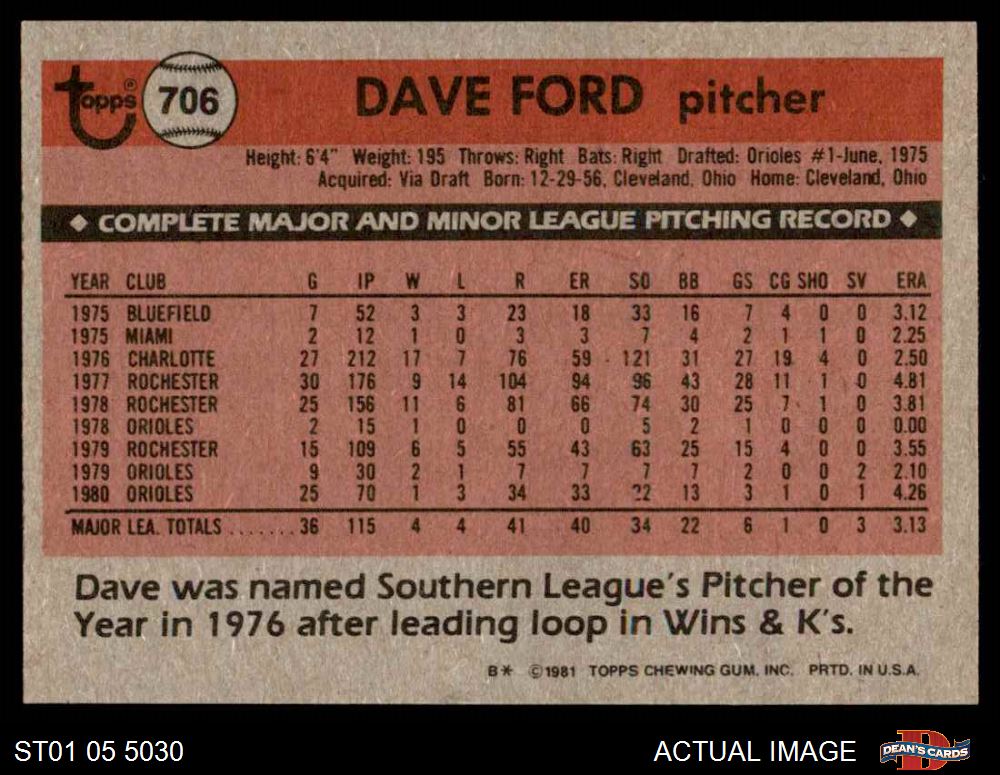 Topps® 706 DAVE FORD pitcher
Height: 6'4" Weight: 195 Throws: Right Bats: Right Drafted: Orioles #1-June, 1975
Acquired: Via Draft Born: 12-29-56, Cleveland, Ohio Home: Cleveland, Ohio
◆ COMPLETE MAJOR AND MINOR LEAGUE PITCHING RECORD ◆
YEAR CLUB G IP W L R ER SO BB GS CG SHO SV ERA
1975 BLUEFIELD 7 52 3 3 23 18 33 16 7 4 0 0 3.12
1975 MIAMI 2 12 1 0 3 3 7 4 2 1 1 0 2.25
1976 CHARLOTTE 27 212 17 7 76 59 121 31 27 19 4 0 2.50
1977 ROCHESTER 30 176 9 14 104 94 96 43 28 11 1 0 4.81
1978 ROCHESTER 25 156 11 6 81 66 74 30 25 7 1 0 3.81
1978 ORIOLES 2 15 1 0 0 0 5 2 1 0 0 0 0.00
1979 ROCHESTER 15 109 6 5 55 43 63 25 15 4 0 0 3.55
1979 ORIOLES 9 30 2 1 7 7 7 7 2 0 0 2 2.10
1980 ORIOLES 25 70 1 3 34 33 22 13 3 1 0 1 4.26
MAJOR LEA. TOTALS ....... 36 115 4 4 41 40 34 22 6 1 0 3 3.13
Dave was named Southern League's Pitcher of the
Year in 1976 after leading loop in Wins & K's.
B* ©1981 TOPPS CHEWING GUM, INC. PRTD. IN U.S.A.
ST01 05 5030 ACTUAL IMAGE DEAN'S CARDS